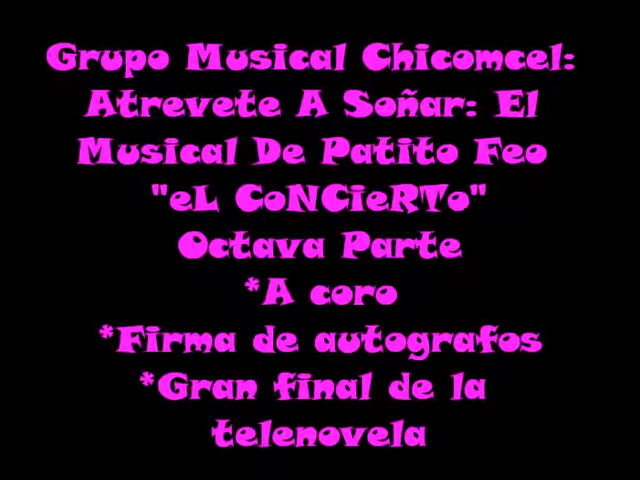 Grupo Musical Chicomcel:
Atrevete A Soñar: El
Musical De Patito Feo
"eL CoNCieRTo"
Octava Parte
*A coro
*Firma de autografos
*Gran final de la
telenovela